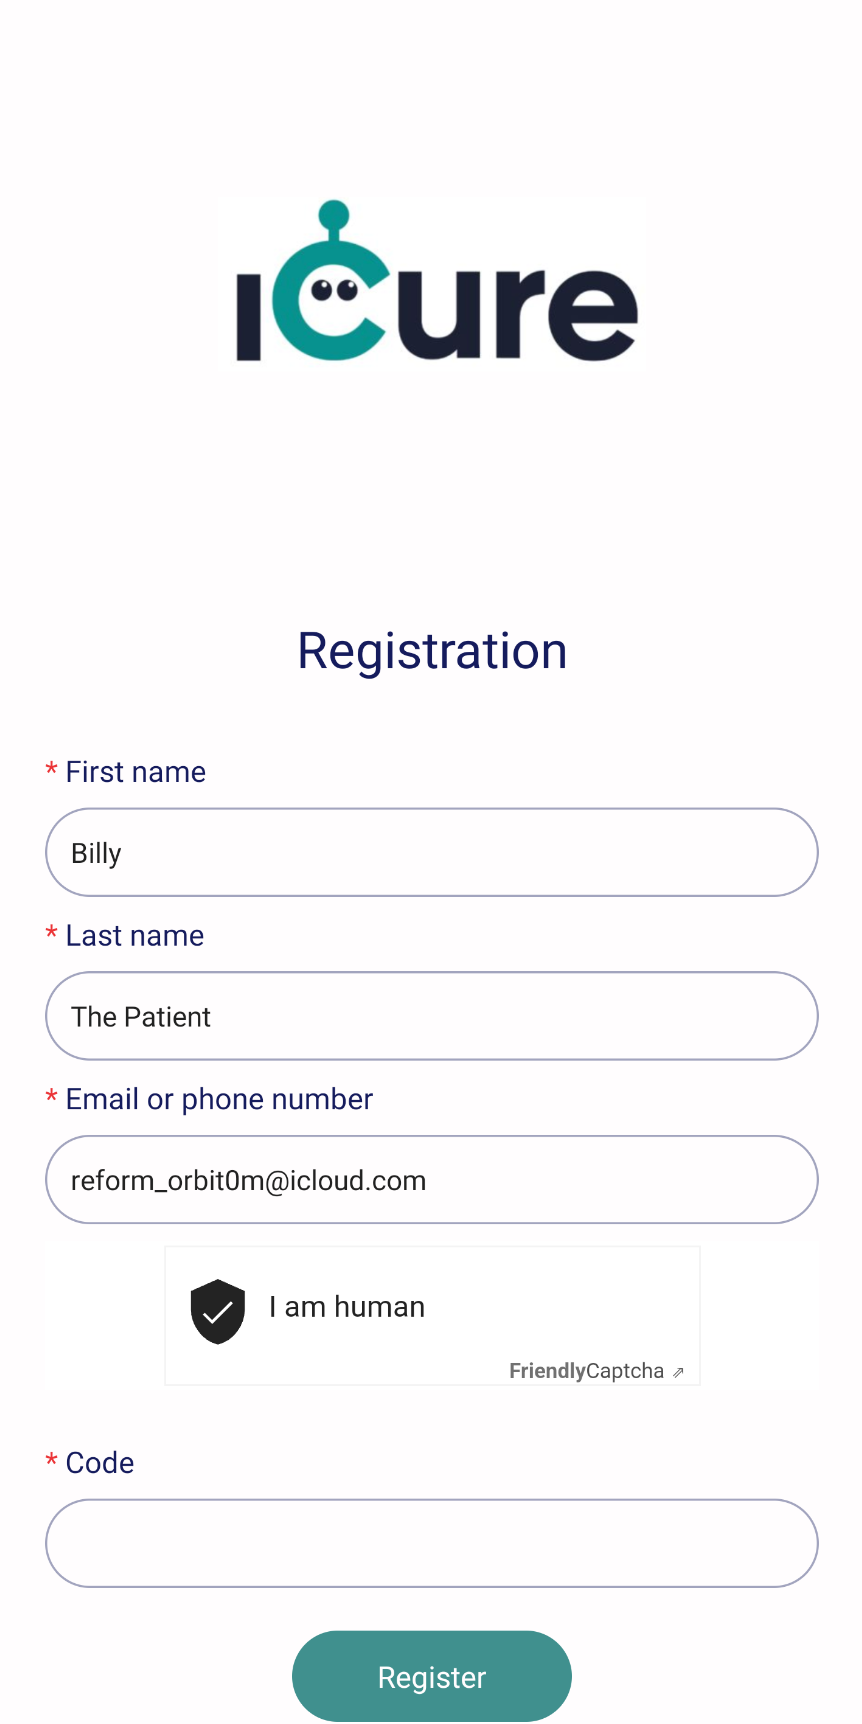 iCure
Registration
* First name
Billy
* Last name
The Patient
* Email or phone number
reform_orbit0m@icloud.com
I am human
FriendlyCaptcha ⇗
* Code
Register